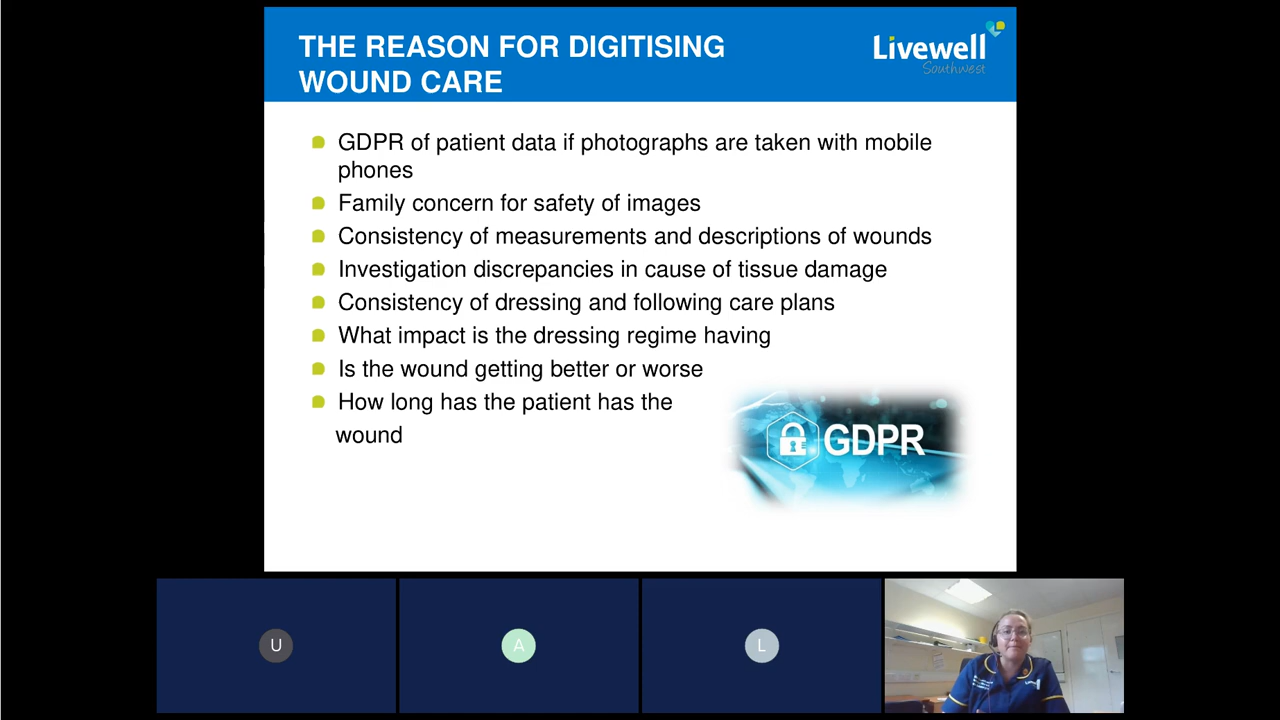 THE REASON FOR DIGITISING
WOUND CARE
Livewell
Southwest
GDPR of patient data if photographs are taken with mobile
phones
Family concern for safety of images
Consistency of measurements and descriptions of wounds
Investigation discrepancies in cause of tissue damage
Consistency of dressing and following care plans
What impact is the dressing regime having
Is the wound getting better or worse
How long has the patient has the
wound
GDPR
U
A
L